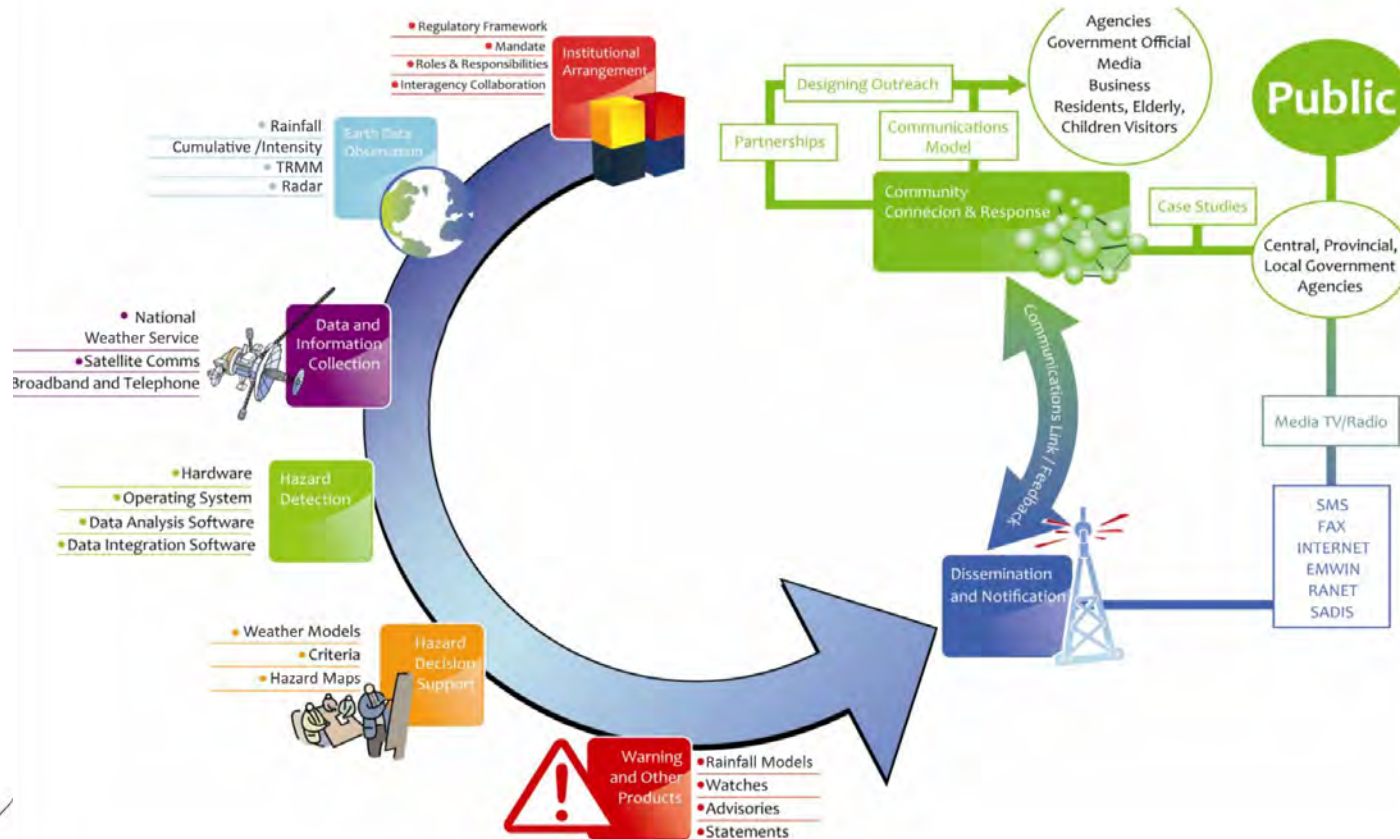 • Regulatory Framework
• Mandate
• Roles & Responsibilities
• Interagency Collaboration
Institutional
Arrangement
• Rainfall
Cumulative /Intensity
• TRMM
• Radar
Earth Data
Observation
• National
Weather Service
• Satellite Comms
Broadband and Telephone
Data and
Information
Collection
• Hardware
• Operating System
• Data Analysis Software
• Data Integration Software
Hazard
Detection
• Weather Models
• Criteria
• Hazard Maps
Hazard
Decision
Support
Warning
and Other
Products
• Rainfall Models
• Watches
• Advisories
• Statements
Dissemination
and Notification
Communications Link / Feedback
Community
Connecion & Response
Partnerships
Designing Outreach
Communications
Model
Agencies
Government Official
Media
Business
Residents, Elderly,
Children Visitors
Case Studies
Public
Central, Provincial,
Local Government
Agencies
Media TV/Radio
SMS
FAX
INTERNET
EMWIN
RANET
SADIS